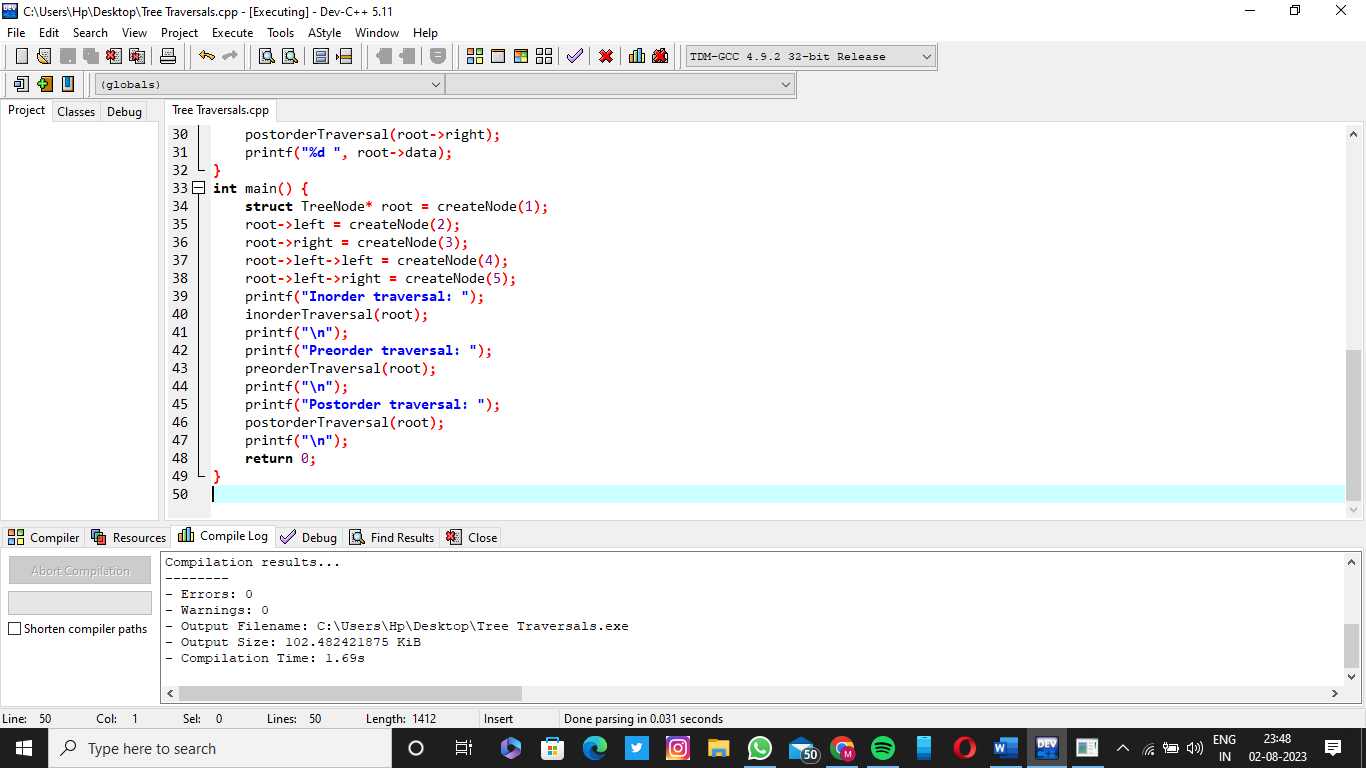 C:\Users\Hp\Desktop\Tree Traversals.cpp - [Executing] - Dev-C++ 5.11
File Edit Search View Project Execute Tools AStyle Window Help
TDM-GCC 4.9.2 32-bit Release
(globals)
Project Classes Debug
Tree Traversals.cpp
30 postorderTraversal(root->right);
31 printf("%d ", root->data);
32 }
33 int main() {
34 struct TreeNode* root = createNode(1);
35 root->left = createNode(2);
36 root->right = createNode(3);
37 root->left->left = createNode(4);
38 root->left->right = createNode(5);
39 printf("Inorder traversal: ");
40 inorderTraversal(root);
41 printf("\n");
42 printf("Preorder traversal: ");
43 preorderTraversal(root);
44 printf("\n");
45 printf("Postorder traversal: ");
46 postorderTraversal(root);
47 printf("\n");
48 return 0;
49 }
50
Compiler Resources Compile Log Debug Find Results Close
Abort Compilation
Shorten compiler paths
Compilation results...
--------
- Errors: 0
- Warnings: 0
- Output Filename: C:\Users\Hp\Desktop\Tree Traversals.exe
- Output Size: 102.482421875 KiB
- Compilation Time: 1.69s
Line: 50 Col: 1 Sel: 0 Lines: 50 Length: 1412 Insert Done parsing in 0.031 seconds
Type here to search
50
M
W
DEV
C++
ENG
IN
23:48
02-08-2023